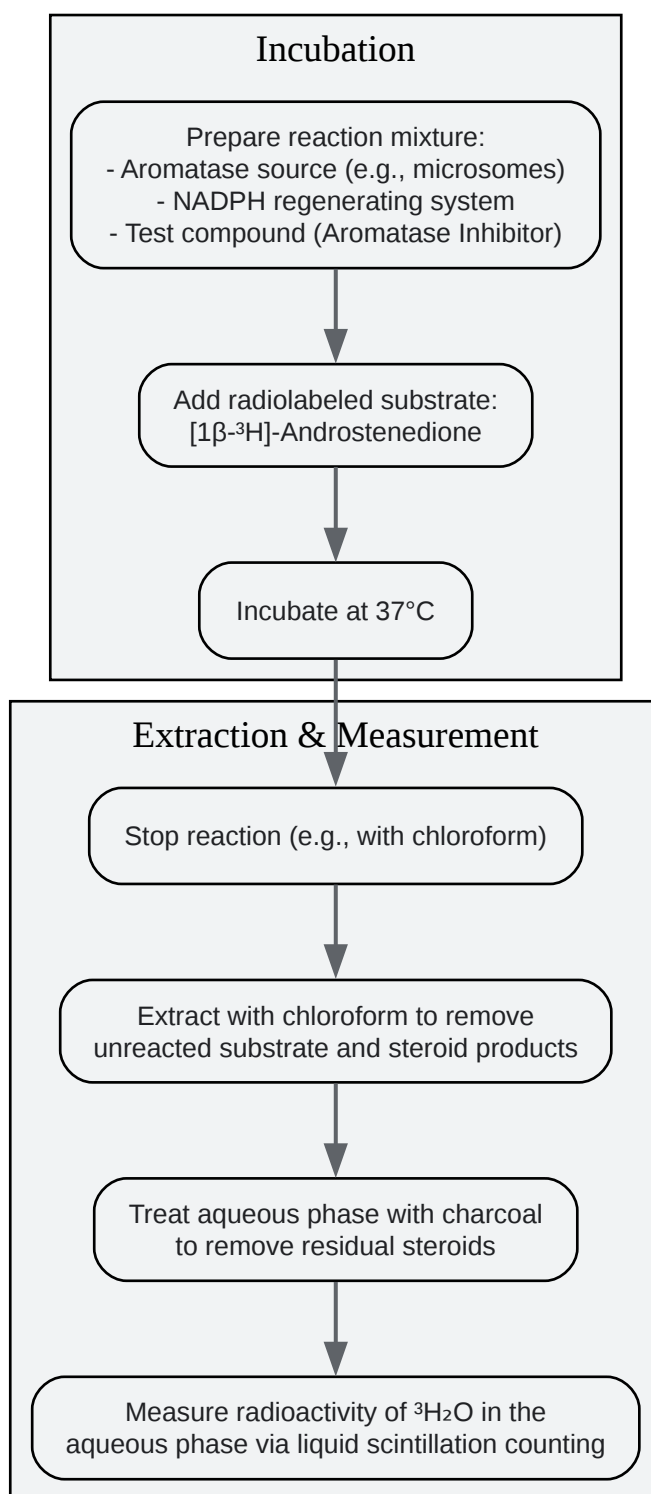 Incubation
Prepare reaction mixture:
- Aromatase source (e.g., microsomes)
- NADPH regenerating system
- Test compound (Aromatase Inhibitor)
Add radiolabeled substrate:
[1β-³H]-Androstenedione
Incubate at 37°C
Extraction & Measurement
Stop reaction (e.g., with chloroform)
Extract with chloroform to remove
unreacted substrate and steroid products
Treat aqueous phase with charcoal
to remove residual steroids
Measure radioactivity of ³H₂O in the
aqueous phase via liquid scintillation counting